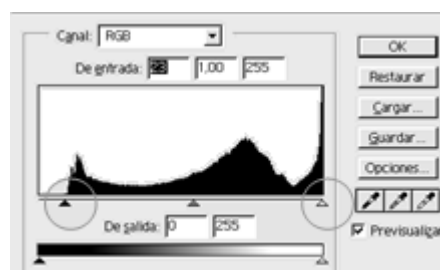 Canal: RGB
De entrada: 23 1,00 255
De salida: 0 255
OK
Restaurar
Cargar...
Guardar...
Opciones...
Previsualizar